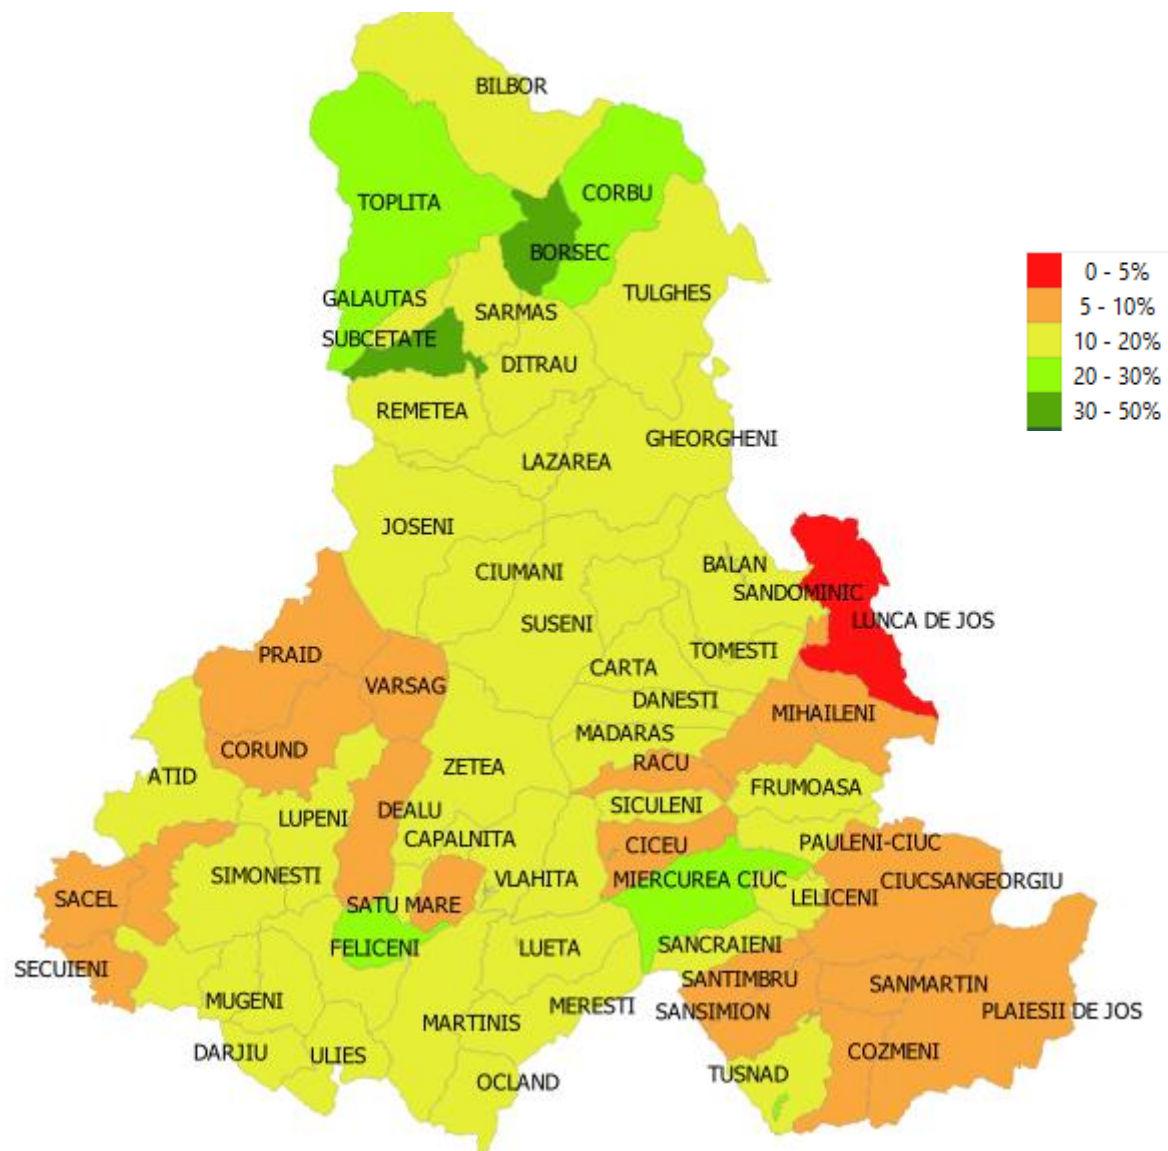 BILBOR
CORBU
TOPLITA
BORSEC
TULGHES
GALAUTAS
SARMAS
SUBCETATE
DITRAU
REMETEA
GHEORGHENI
LAZAREA
JOSENI
BALAN
CIUMANI
SANDOMINIC
LUNCA DE JOS
SUSENI
TOMESTI
PRAID
CARTA
VARSAG
DANESTI
MIHAILENI
MADARAS
CORUND
RACU
ZETEA
ATID
FRUMOASA
SICULENI
DEALU
LUPENI
CAPALNITA
PAULENI-CIUC
CICEU
SIMONESTI
VLAHITA
MIERCUREA CIUC
CIUCSANGEORGIU
LELICENI
SACEL
SATU MARE
FELICENI
LUETA
SANCRAIENI
SECUIENI
SANTIMBRU
SANMARTIN
MUGENI
MERESTI
SANSIMION
PLAIESII DE JOS
MARTINIS
DARJIU
ULIES
COZMENI
TUSNAD
OCLAND
0 - 5%
5 - 10%
10 - 20%
20 - 30%
30 - 50%